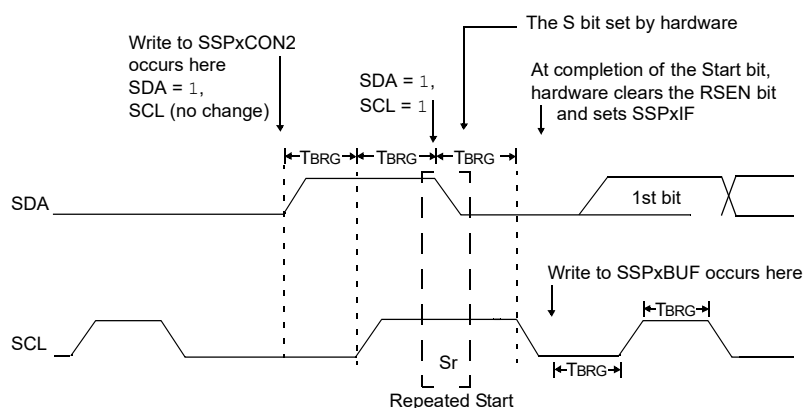 The S bit set by hardware
Write to SSPxCON2
occurs here
SDA = 1,
SCL (no change)
SDA = 1,
SCL = 1
At completion of the Start bit,
hardware clears the RSEN bit
and sets SSPxIF
TBRG TBRG TBRG
SDA
1st bit
Write to SSPxBUF occurs here
TBRG
SCL
Sr
TBRG
Repeated Start